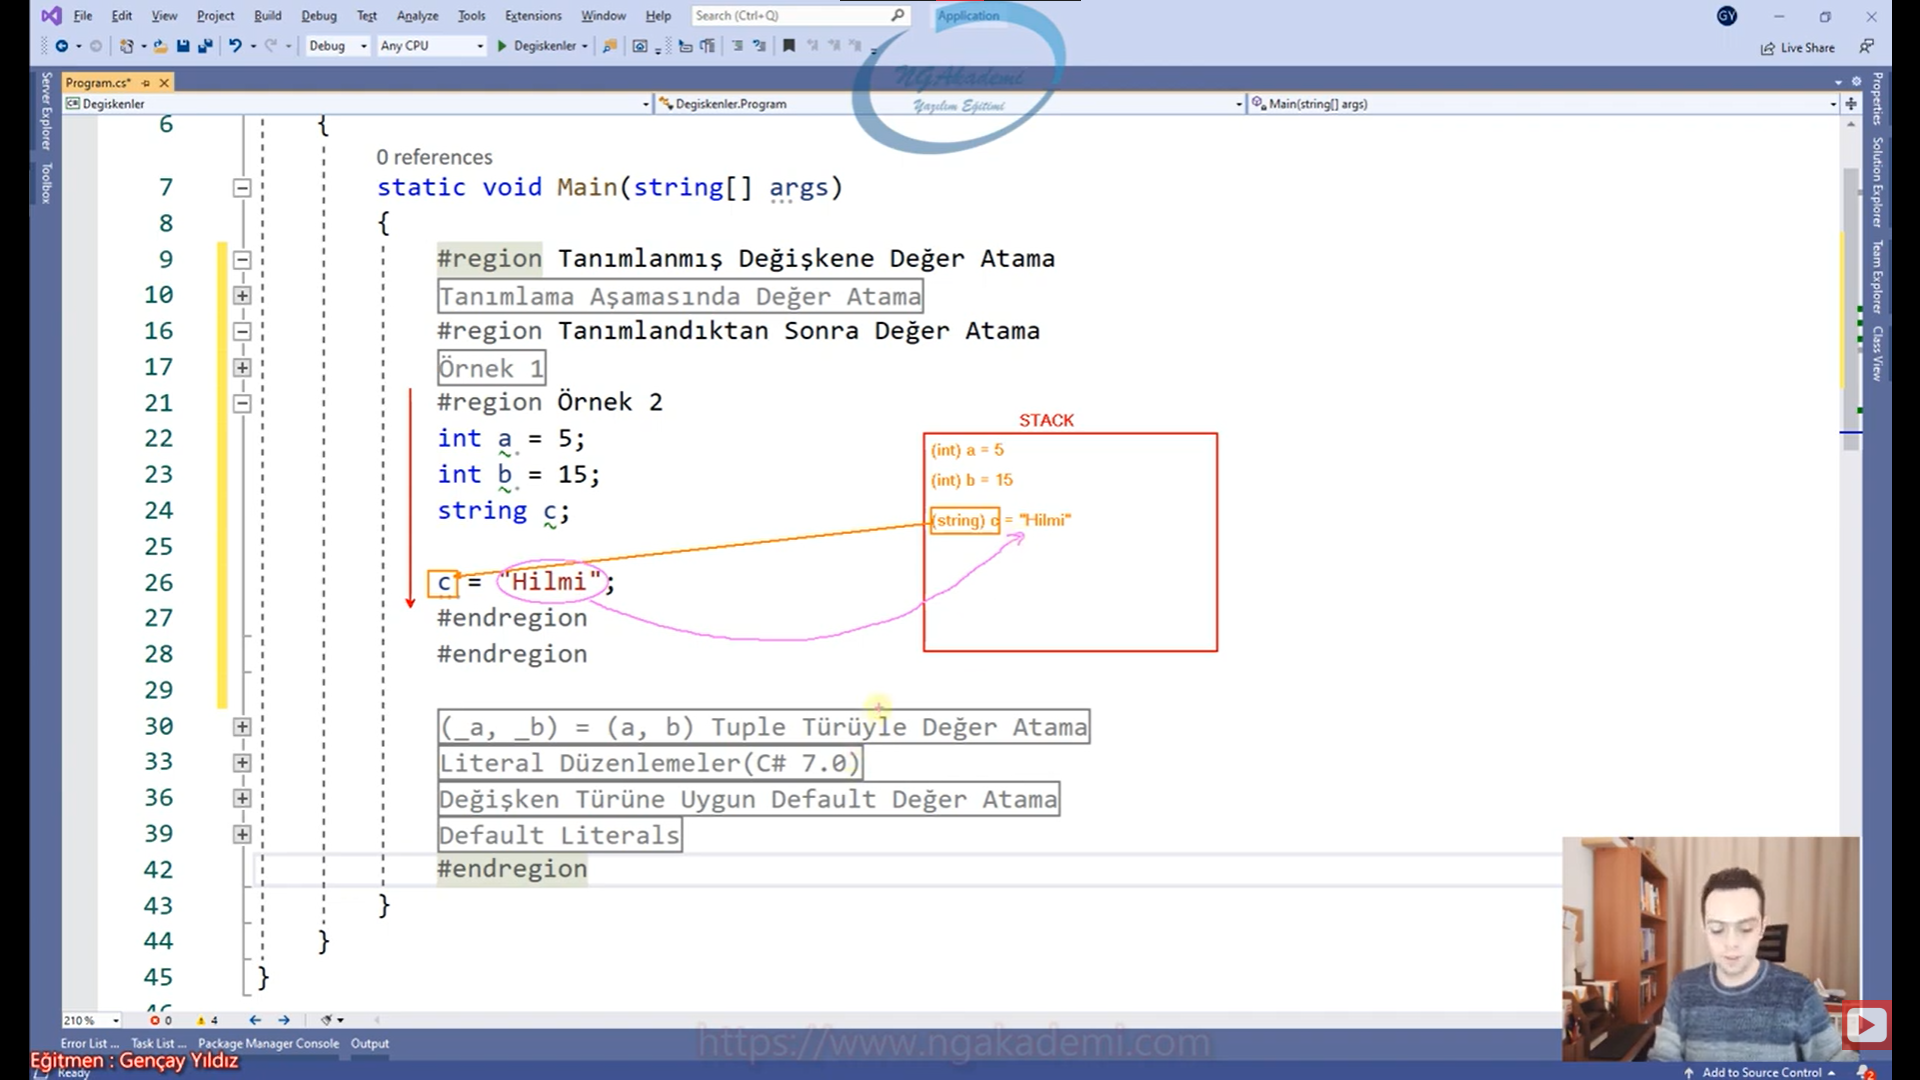 File Edit View Project Build Debug Test Analyze Tools Extensions Window Help Search (Ctrl+Q) Application GY
Debug Any CPU Degiskenler Live Share
Program.cs*
Degiskenler Degiskenler.Program Main(string[] args)
NGAkademi
Yazılım Eğitimi
Server Explorer
Toolbox
Properties
Solution Explorer
Team Explorer
Class View
6 {
0 references
7 static void Main(string[] args)
8 {
9 #region Tanımlanmış Değişkene Değer Atama
10 Tanımlama Aşamasında Değer Atama
16 #region Tanımlandıktan Sonra Değer Atama
17 Örnek 1
21 #region Örnek 2
22 int a = 5;
23 int b = 15;
24 string c;
25
26 c = "Hilmi";
27 #endregion
28 #endregion
29
30 (_a, _b) = (a, b) Tuple Türüyle Değer Atama
33 Literal Düzenlemeler(C# 7.0)
36 Değişken Türüne Uygun Default Değer Atama
39 Default Literals
42 #endregion
43 }
44 }
45 }
STACK
(int) a = 5
(int) b = 15
(string) c = "Hilmi"
210 % 0 4
Error List ... Task List ... Package Manager Console Output
https://www.ngakademi.com
Eğitmen : Gençay Yıldız
Ready Add to Source Control 2